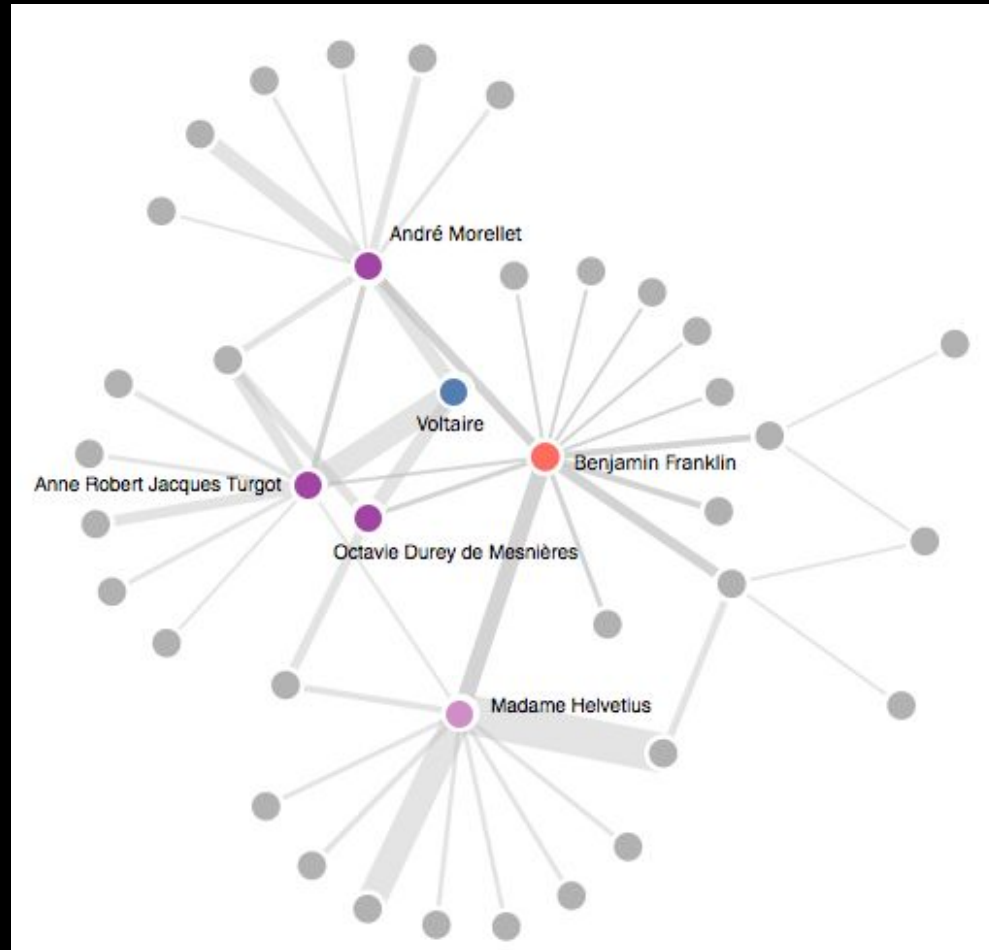 André Morellet
Voltaire
Benjamin Franklin
Anne Robert Jacques Turgot
Octavie Durey de Mesnières
Madame Helvetius